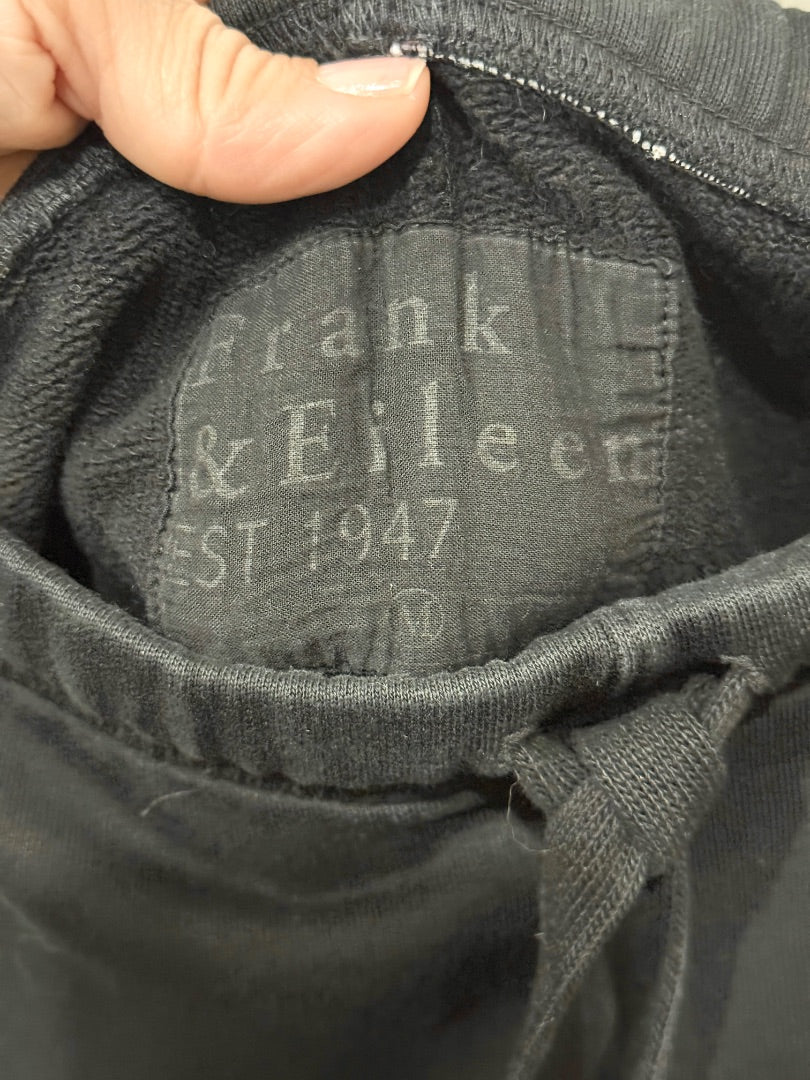 Frank
& Eileen
EST 1947
M